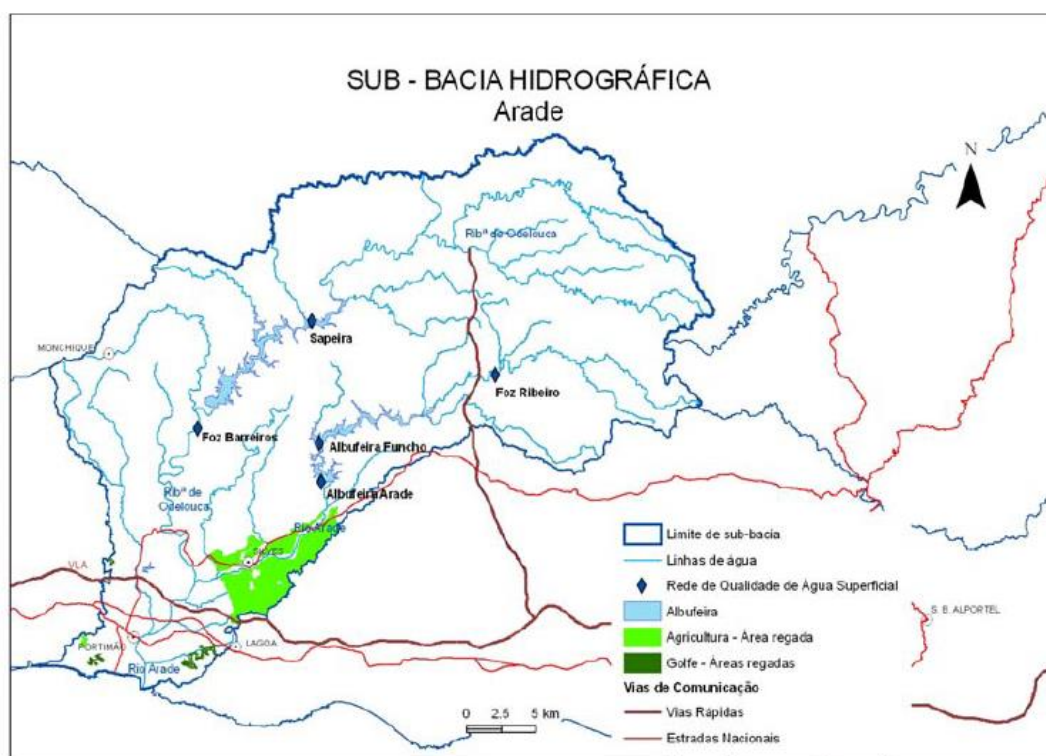 SUB - BACIA HIDROGRÁFICA
Arade
N
Ribª de Odelouca
Sapeira
MONCHIQUE
Foz Ribeiro
Foz Barreiros
Albufeira Funcho
Albufeira Arade
Ribª de
Odelouca
Rio Arade
SILVES
VLA
PORTIMÃO
LAGOA
Rio Arade
0 2.5 5 km
Limite de sub-bacia
Linhas de água
Rede de Qualidade de Água Superficial
Albufeira
Agricultura - Área regada
Golfe - Áreas regadas
Vias de Comunicação
Vias Rápidas
Estradas Nacionais
S. B. ALPORTEL